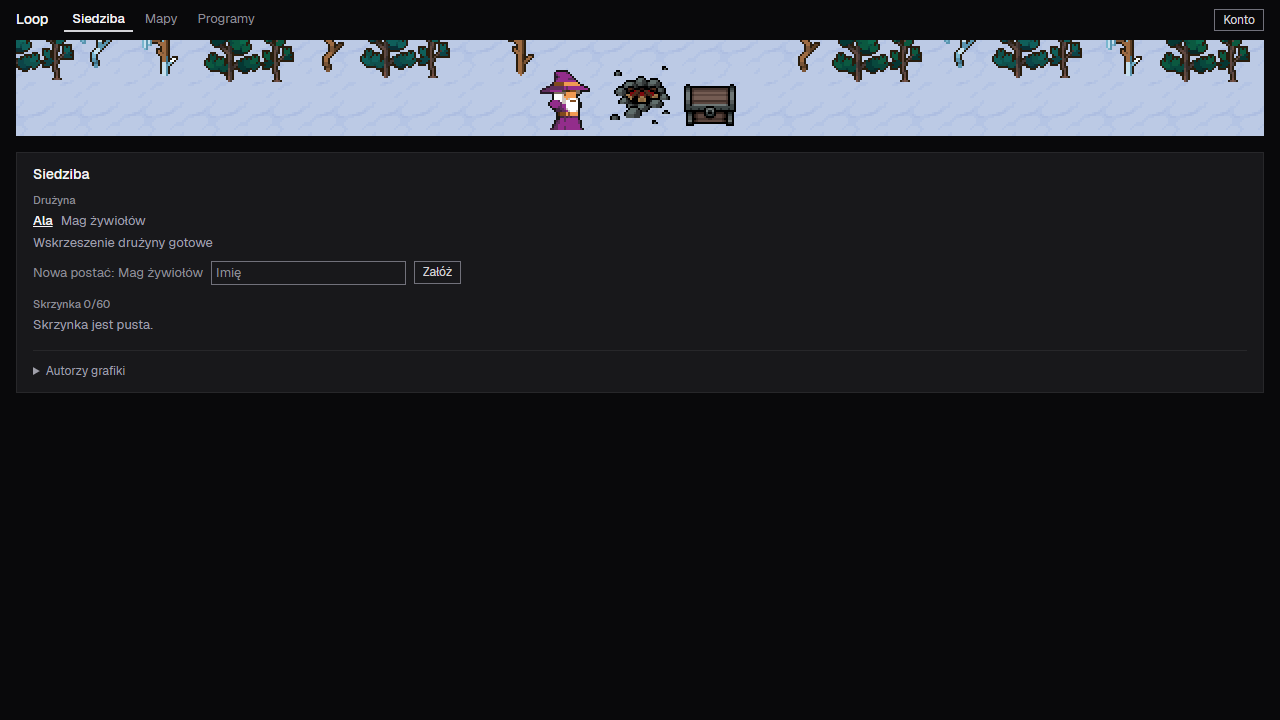 Loop Siedziba Mapy Programy Konto
Siedziba
Drużyna
Ala Mag żywiołów
Wskrzeszenie drużyny gotowe
Nowa postać: Mag żywiołów Imię Załóż
Skrzynka 0/60
Skrzynka jest pusta.
Autorzy grafiki